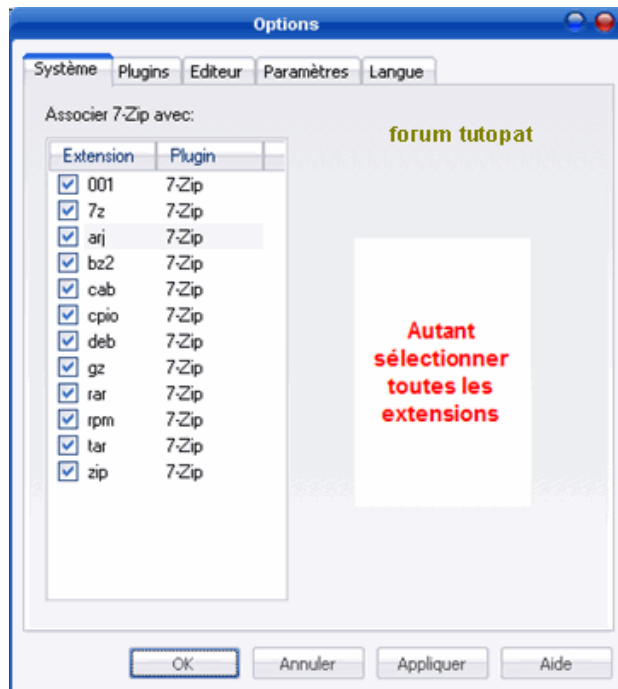 Options
Système Plugins Editeur Paramètres Langue
Associer 7-Zip avec:
forum tutopat
Extension Plugin
001 7-Zip
7z 7-Zip
arj 7-Zip
bz2 7-Zip
cab 7-Zip
cpio 7-Zip
deb 7-Zip
gz 7-Zip
rar 7-Zip
rpm 7-Zip
tar 7-Zip
zip 7-Zip
Autant
sélectionner
toutes les
extensions
OK Annuler Appliquer Aide